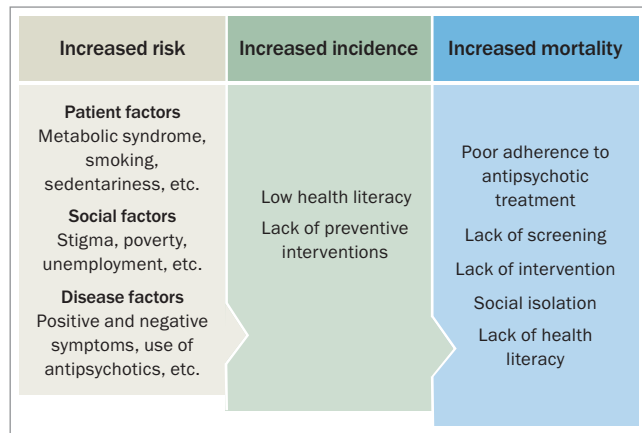 Increased risk
Patient factors
Metabolic syndrome,
smoking,
sedentariness, etc.
Social factors
Stigma, poverty,
unemployment, etc.
Disease factors
Positive and negative
symptoms, use of
antipsychotics, etc.
Increased incidence
Low health literacy
Lack of preventive
interventions
Increased mortality
Poor adherence to
antipsychotic
treatment
Lack of screening
Lack of intervention
Social isolation
Lack of health
literacy